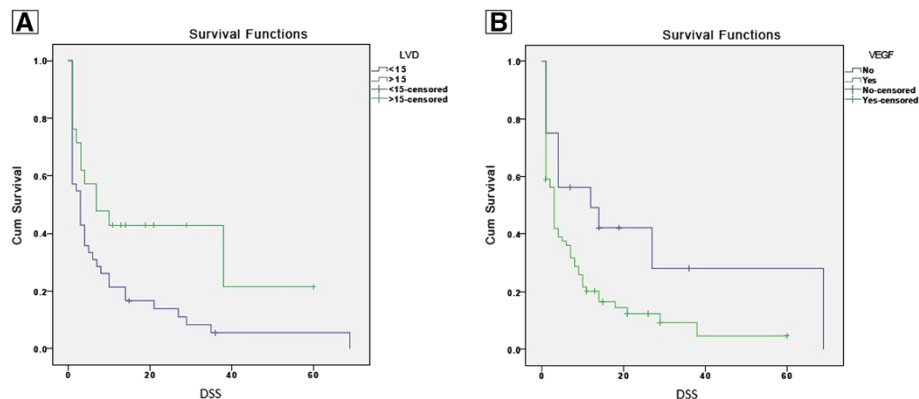 A
Survival Functions
LVD
<15
>15
<15-censored
>15-censored
1.0
0.8
0.6
0.4
0.2
0.0
Cum Survival
0
20
40
60
DSS
B
Survival Functions
VEGF
No
Yes
No-censored
Yes-censored
1.0
0.8
0.6
0.4
0.2
0.0
Cum Survival
0
20
40
60
DSS